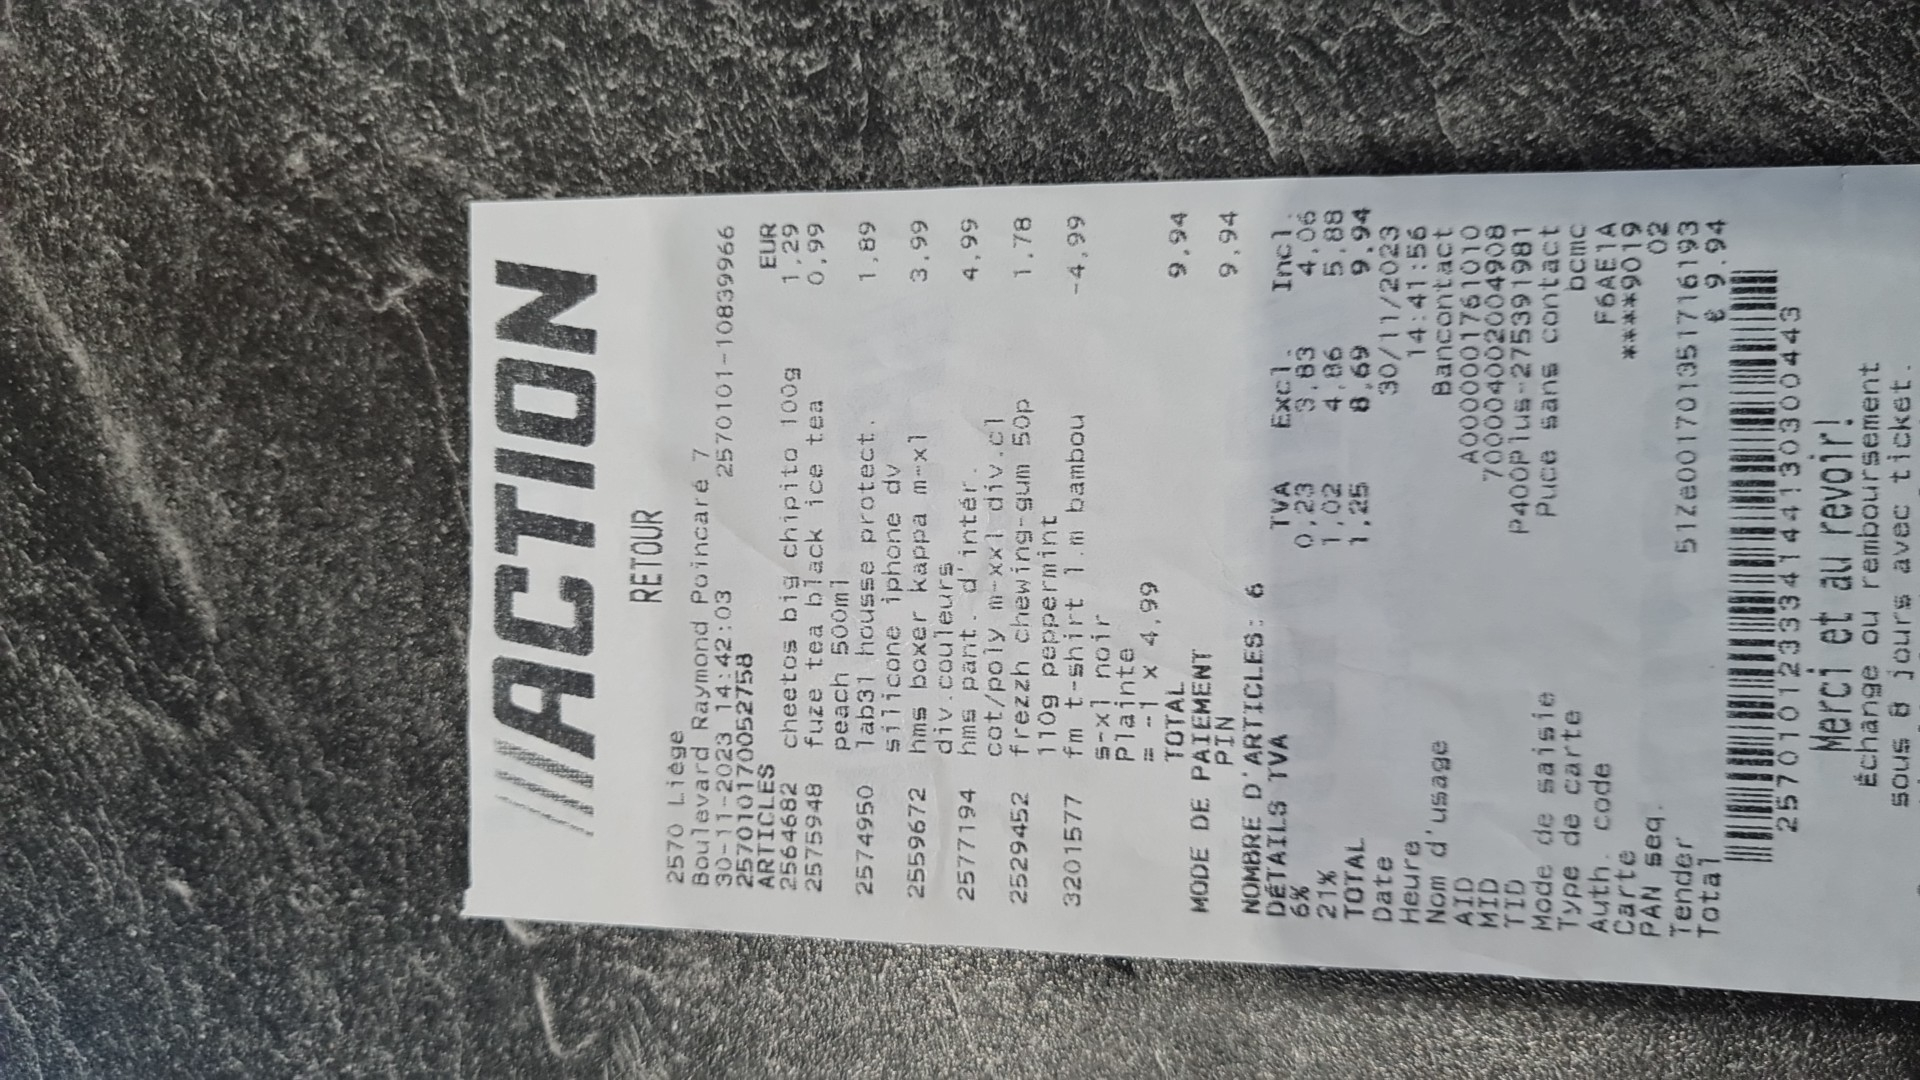 ACTION
RETOUR
2570 Liège
Boulevard Raymond Poincaré 7
30-11-2023 14:42:03 2570101-10839966
257010170052758
ARTICLES EUR
2564682 cheetos big chipito 100g 1,29
2575948 fuze tea black ice tea 0,99
peach 500ml
2574950 lab31 housse protect. 1,89
silicone iphone dv
2559672 hms boxer kappa m-xl 3,99
div.couleurs
2577194 hms pant. d'intér. 4,99
cot/poly m-xxl div.cl
2529452 frezzh chewing-gum 50p 1,78
110g peppermint
3201577 fm t-shirt l.m bambou -4,99
s-xl noir
Plainte
= -1 x 4,99
TOTAL 9,94
MODE DE PAIEMENT
PIN 9,94
NOMBRE D'ARTICLES: 6
DÉTAILS TVA TVA Excl. Incl.
6% 0,23 3,83 4,06
21% 1,02 4,86 5,88
TOTAL 1,25 8,69 9,94
Date 30/11/2023
Heure 14:41:56
Nom d'usage Bancontact
AID A0000001761010
MID 700004002004908
TID P400Plus-275391981
Mode de saisie Puce sans contact
Type de carte bcmc
Auth. code F6AE1A
Carte ****9019
PAN seq. 02
Tender 51Ze001701351716193
Total € 9.94
257010123334144130300443
Merci et au revoir!
Échange ou remboursement
sous 8 jours avec ticket.